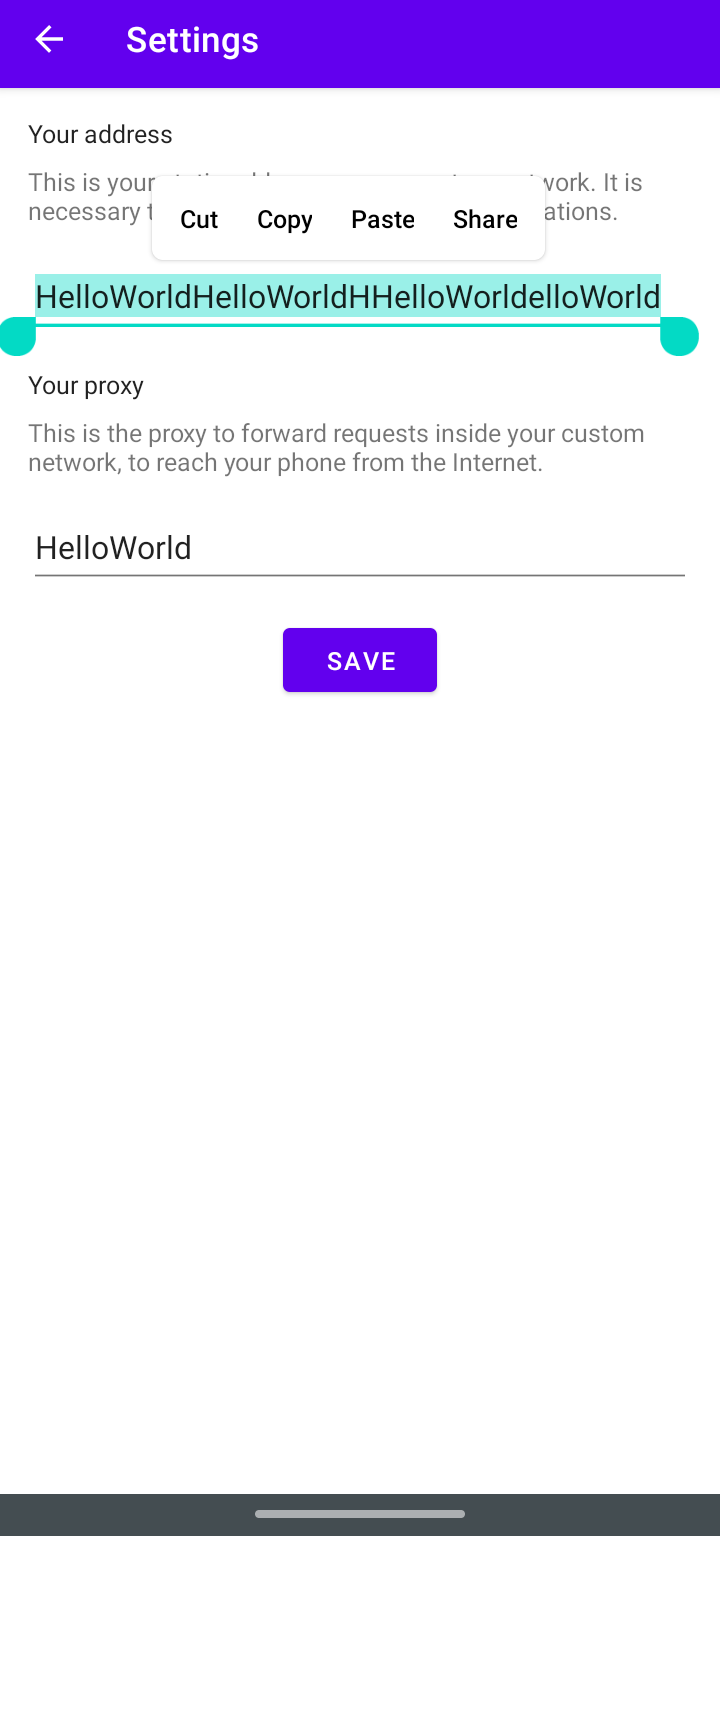 Settings
Your address
This is your work. It is
necessary ations.
Cut Copy Paste Share
HelloWorldHelloWorldHHelloWorldelloWorld
Your proxy
This is the proxy to forward requests inside your custom
network, to reach your phone from the Internet.
HelloWorld
SAVE